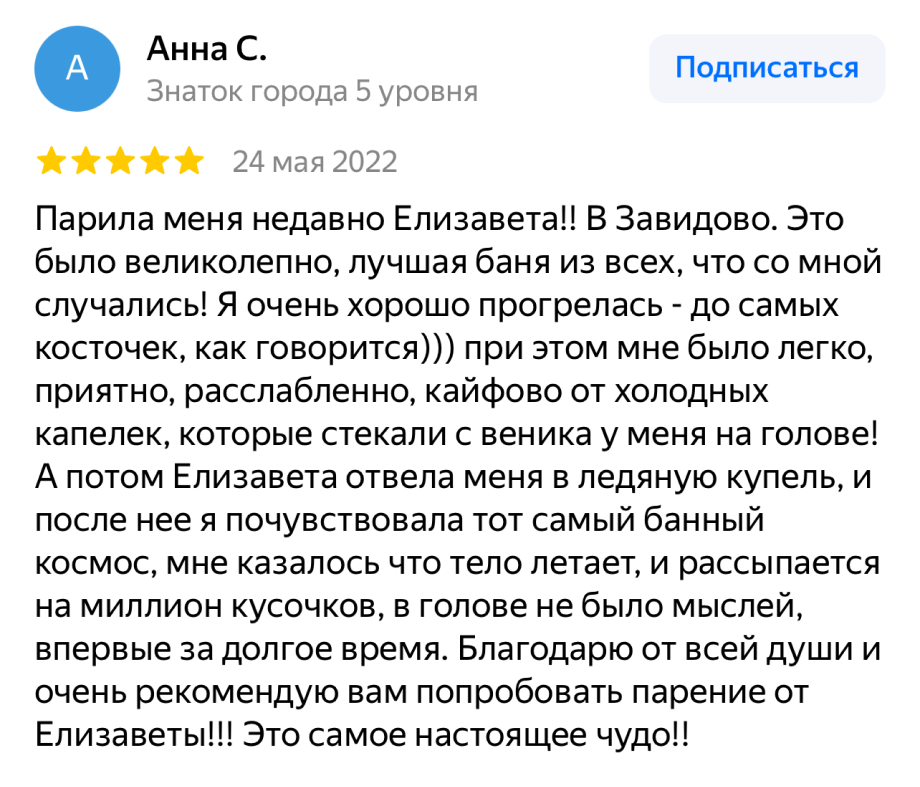 А
Анна С.
Подписаться
Знаток города 5 уровня
24 мая 2022
Парила меня недавно Елизавета!! В Завидово. Это
было великолепно, лучшая баня из всех, что со мной
случались! Я очень хорошо прогрелась - до самых
косточек, как говорится))) при этом мне было легко,
приятно, расслабленно, кайфово от холодных
капелек, которые стекали с веника у меня на голове!
А потом Елизавета отвела меня в ледяную купель, и
после нее я почувствовала тот самый банный
космос, мне казалось что тело летает, и рассыпается
на миллион кусочков, в голове не было мыслей,
впервые за долгое время. Благодарю от всей души и
очень рекомендую вам попробовать парение от
Елизаветы!!! Это самое настоящее чудо!!